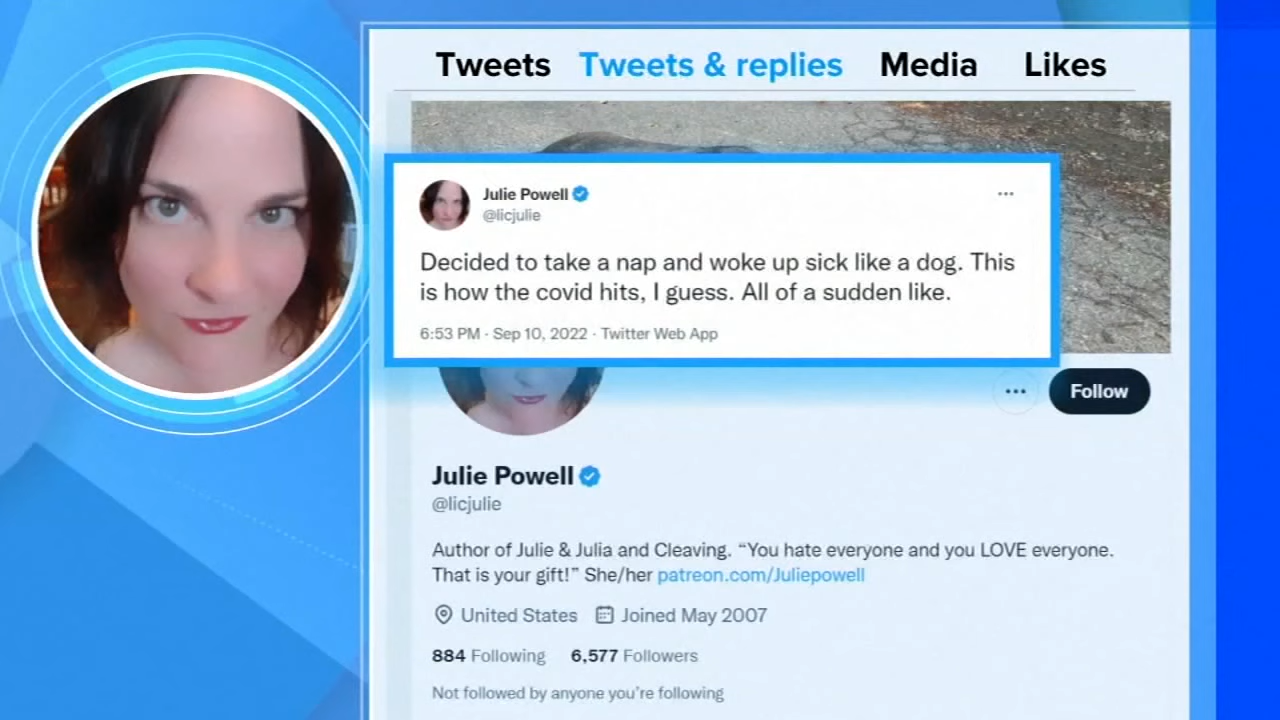 Tweets Tweets & replies Media Likes
Julie Powell
@licjulie
Decided to take a nap and woke up sick like a dog. This
is how the covid hits, I guess. All of a sudden like.
6:53 PM · Sep 10, 2022 · Twitter Web App
Follow
Julie Powell
@licjulie
Author of Julie & Julia and Cleaving. “You hate everyone and you LOVE everyone.
That is your gift!” She/her patreon.com/Juliepowell
United States Joined May 2007
884 Following 6,577 Followers
Not followed by anyone you’re following